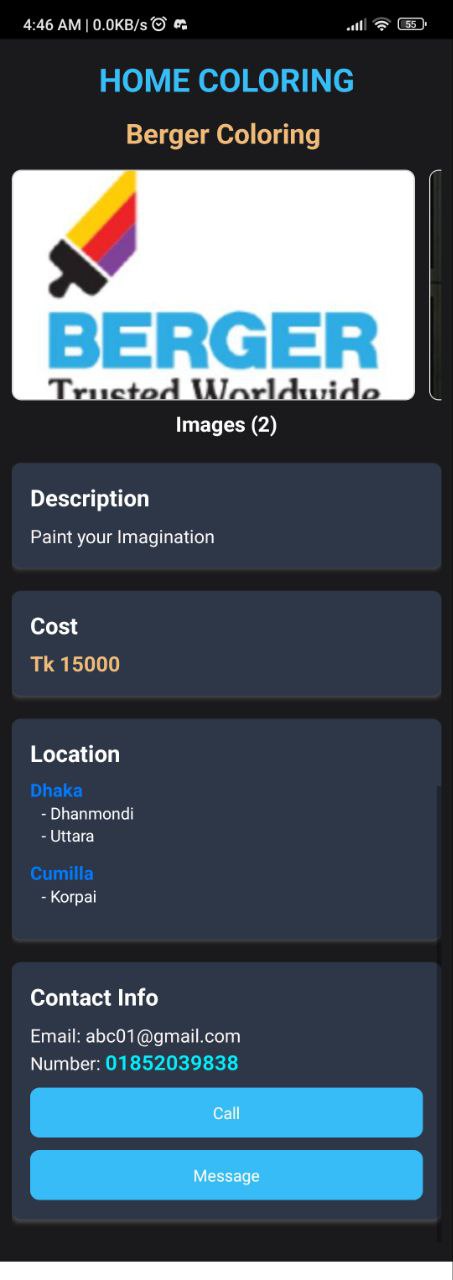 4:46 AM | 0.0KB/s
55
HOME COLORING
Berger Coloring
BERGER
Trusted Worldwide
Images (2)
Description
Paint your Imagination
Cost
Tk 15000
Location
Dhaka
- Dhanmondi
- Uttara
Cumilla
- Korpai
Contact Info
Email: abc01@gmail.com
Number: 01852039838
Call
Message